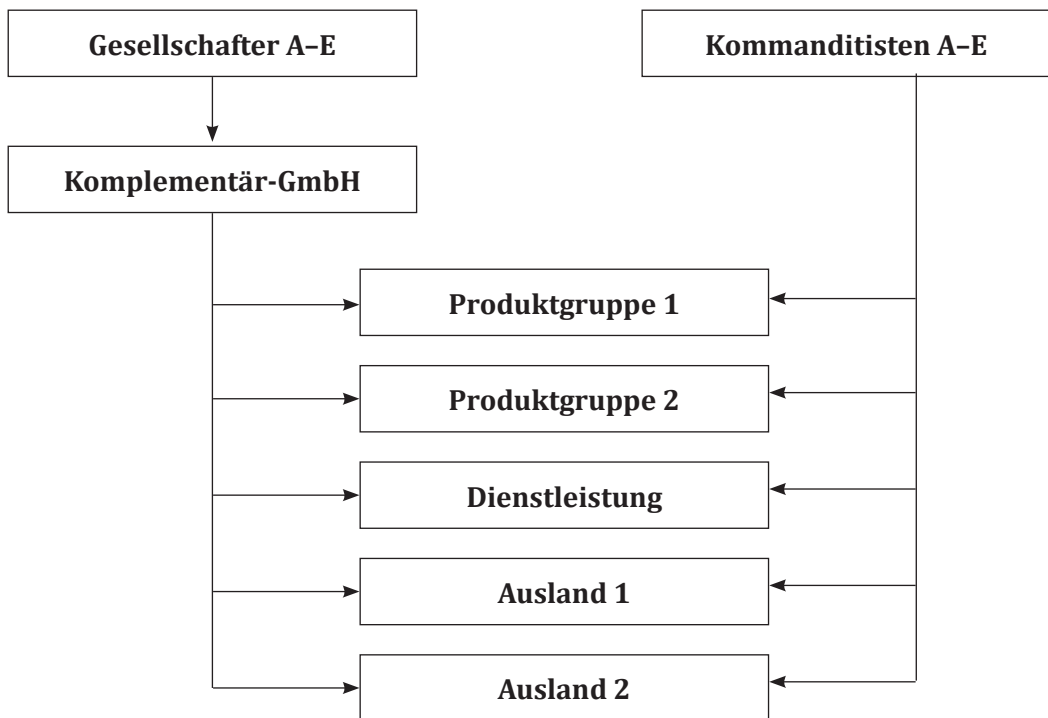 Gesellschafter A–E
Kommanditisten A–E
Komplementär-GmbH
Produktgruppe 1
Produktgruppe 2
Dienstleistung
Ausland 1
Ausland 2